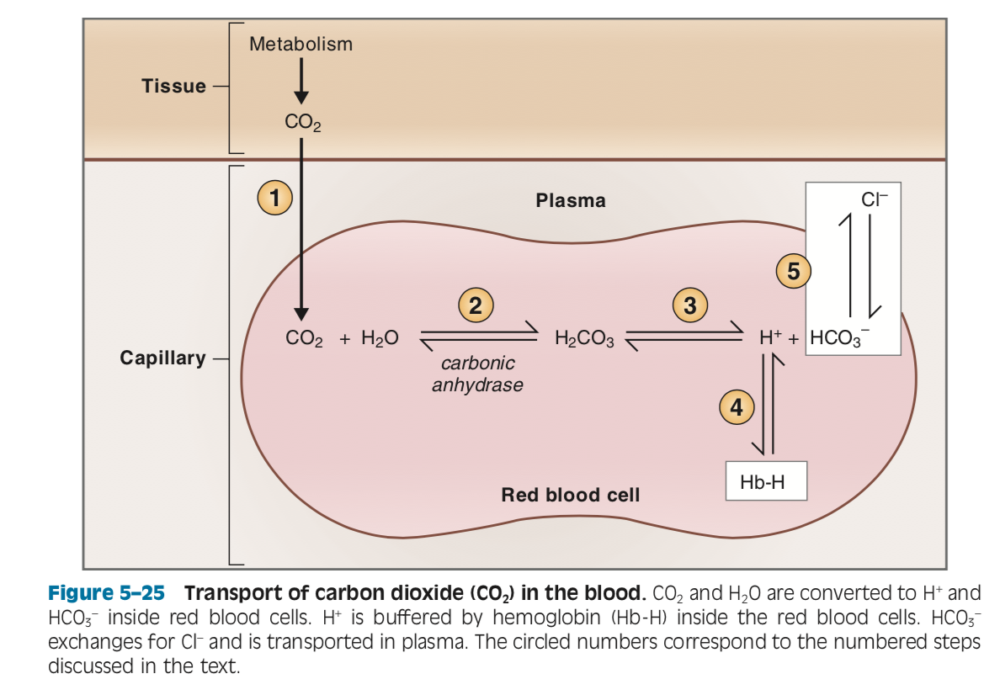 Metabolism
Tissue
CO₂
1
Plasma
Cl⁻
5
2
3
CO₂ + H₂O
H₂CO₃
H⁺ + HCO₃⁻
carbonic
anhydrase
Capillary
4
Hb-H
Red blood cell
Figure 5–25 Transport of carbon dioxide (CO₂) in the blood. CO₂ and H₂O are converted to H⁺ and
HCO₃⁻ inside red blood cells. H⁺ is buffered by hemoglobin (Hb-H) inside the red blood cells. HCO₃⁻
exchanges for Cl⁻ and is transported in plasma. The circled numbers correspond to the numbered steps
discussed in the text.